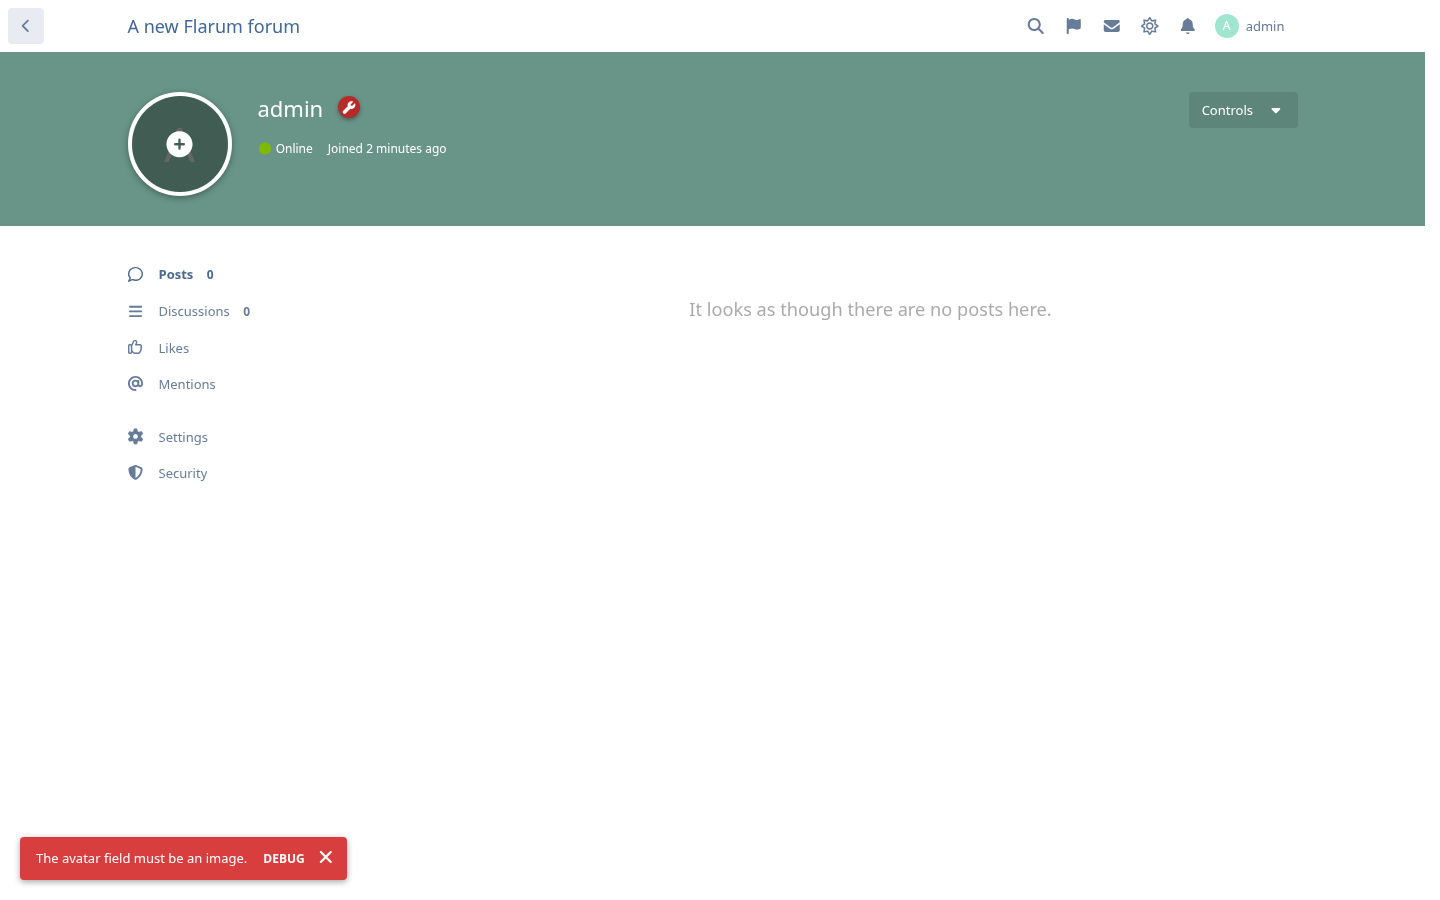 A new Flarum forum
A admin
admin
Controls
Online Joined 2 minutes ago
Posts 0
It looks as though there are no posts here.
Discussions 0
Likes
Mentions
Settings
Security
The avatar field must be an image. DEBUG